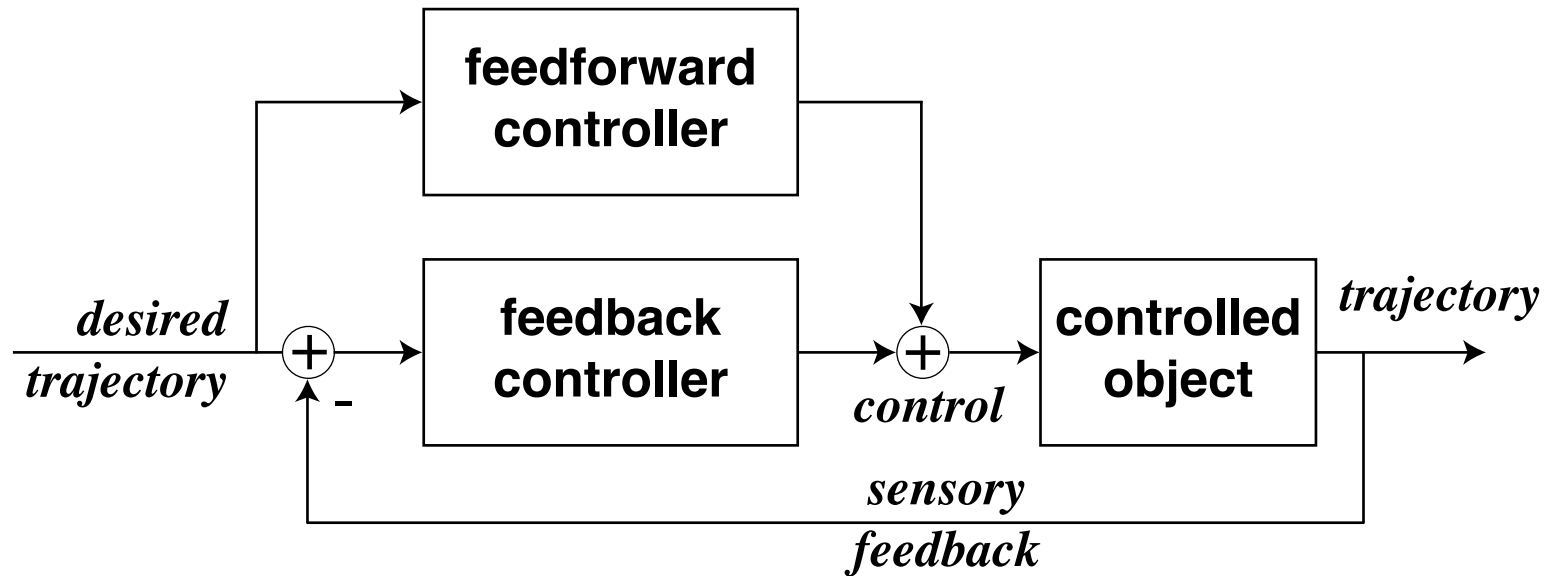 feedforward
controller
desired
trajectory
+
-
feedback
controller
+
control
controlled
object
trajectory
sensory
feedback